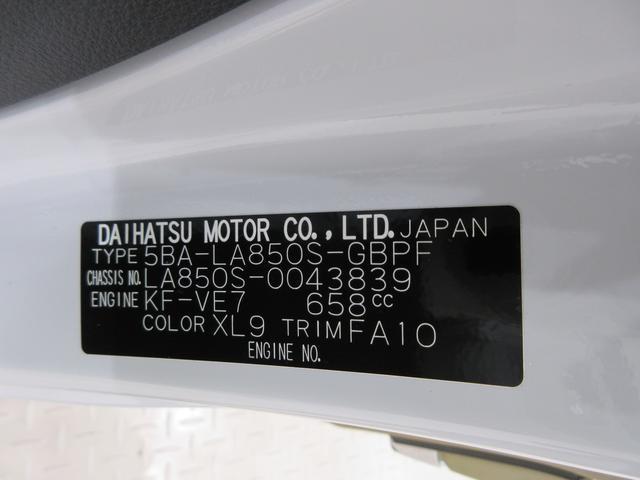 DAIHATSU MOTOR CO., LTD. JAPAN
TYPE 5BA-LA850S-GBPF
CHASSIS NO. LA850S-0043839
ENGINE KF-VE7 658cc
COLOR XL9 TRIM FA10
ENGINE NO.